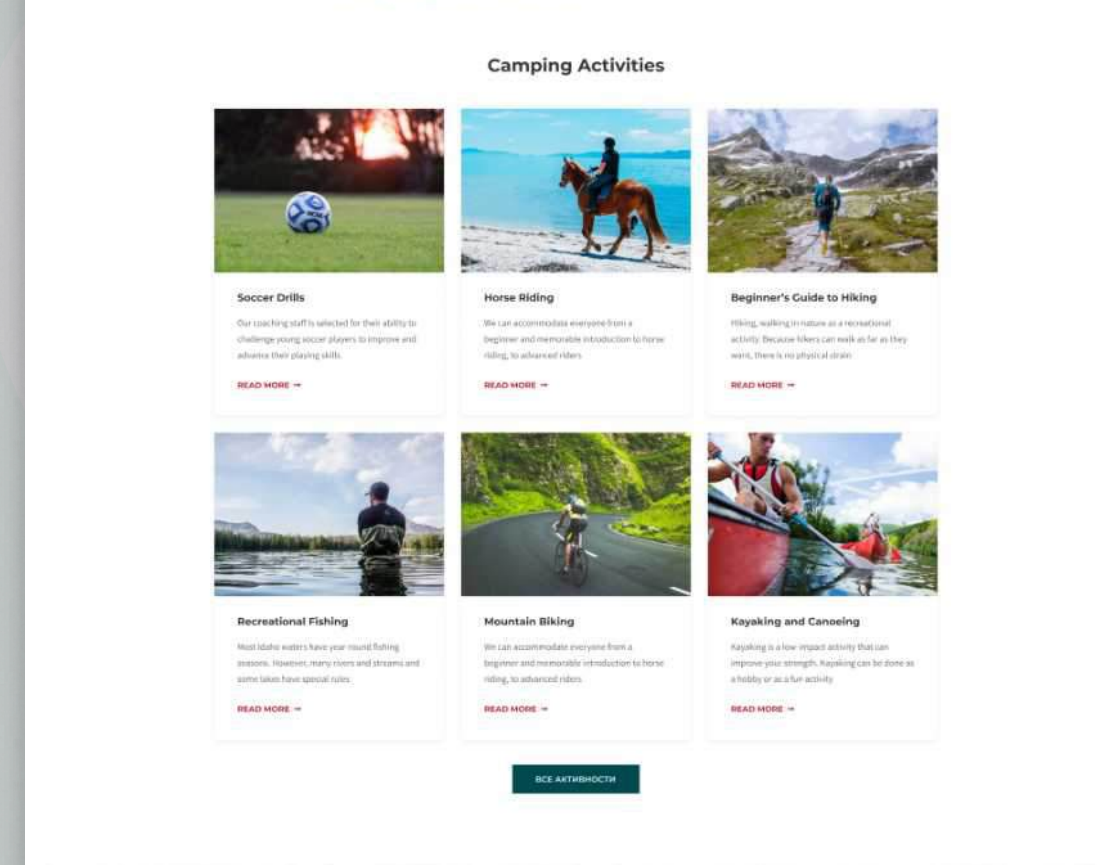 Camping Activities
Soccer Drills
Our coaching staff is selected for their ability to
challenge young soccer players to improve and
advance their playing skills
READ MORE →
Horse Riding
We can accommodate everyone from a
beginner and memorable introduction to horse
riding, to advanced riders
READ MORE →
Beginner's Guide to Hiking
Hiking, walking in nature as a recreational
activity. Because hikers can walk as far as they
want, there is no physical strain
READ MORE →
Recreational Fishing
Most Idaho waters have year round fishing
seasons. However, many rivers and streams and
some lakes have special rules
READ MORE →
Mountain Biking
We can accommodate everyone from a
beginner and memorable introduction to horse
riding, to advanced riders
READ MORE →
Kayaking and Canoeing
Kayaking is a low impact activity that can
improve your strength. Kayaking can be done as
a hobby or as a fun activity
READ MORE →
ВСЕ АКТИВНОСТИ